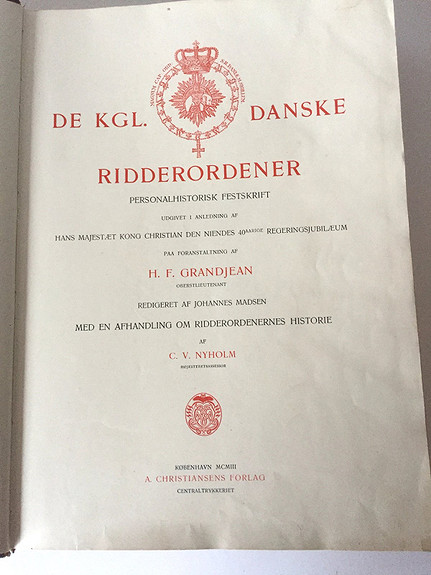 DE KGL. DANSKE
RIDDERORDENER
PERSONALHISTORISK FESTSKRIFT
UDGIVET I ANLEDNING AF
HANS MAJESTÆT KONG CHRISTIAN DEN NIENDES 40AARIGE REGERINGSJUBILÆUM
PAA FORANSTALTNING AF
H. F. GRANDJEAN
OBERSTLIEUTENANT
REDIGERET AF JOHANNES MADSEN
MED EN AFHANDLING OM RIDDERORDENERNES HISTORIE
AF
C. V. NYHOLM
KØBENHAVN MCMIII
A. CHRISTIANSENS FORLAG
CENTRALTRYKKERIET